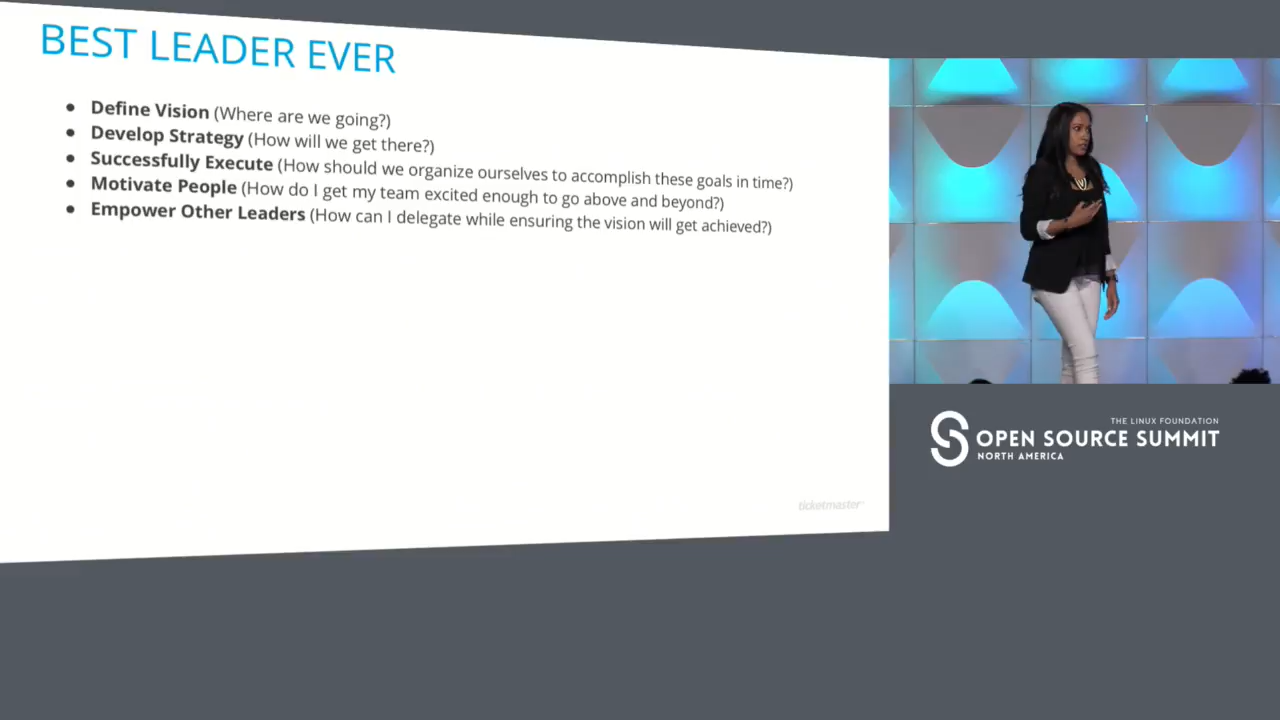 BEST LEADER EVER
● Define Vision (Where are we going?)
● Develop Strategy (How will we get there?)
● Successfully Execute (How should we organize ourselves to accomplish these goals in time?)
● Motivate People (How do I get my team excited enough to go above and beyond?)
● Empower Other Leaders (How can I delegate while ensuring the vision will get achieved?)
ticketmaster
THE LINUX FOUNDATION
OPEN SOURCE SUMMIT
NORTH AMERICA